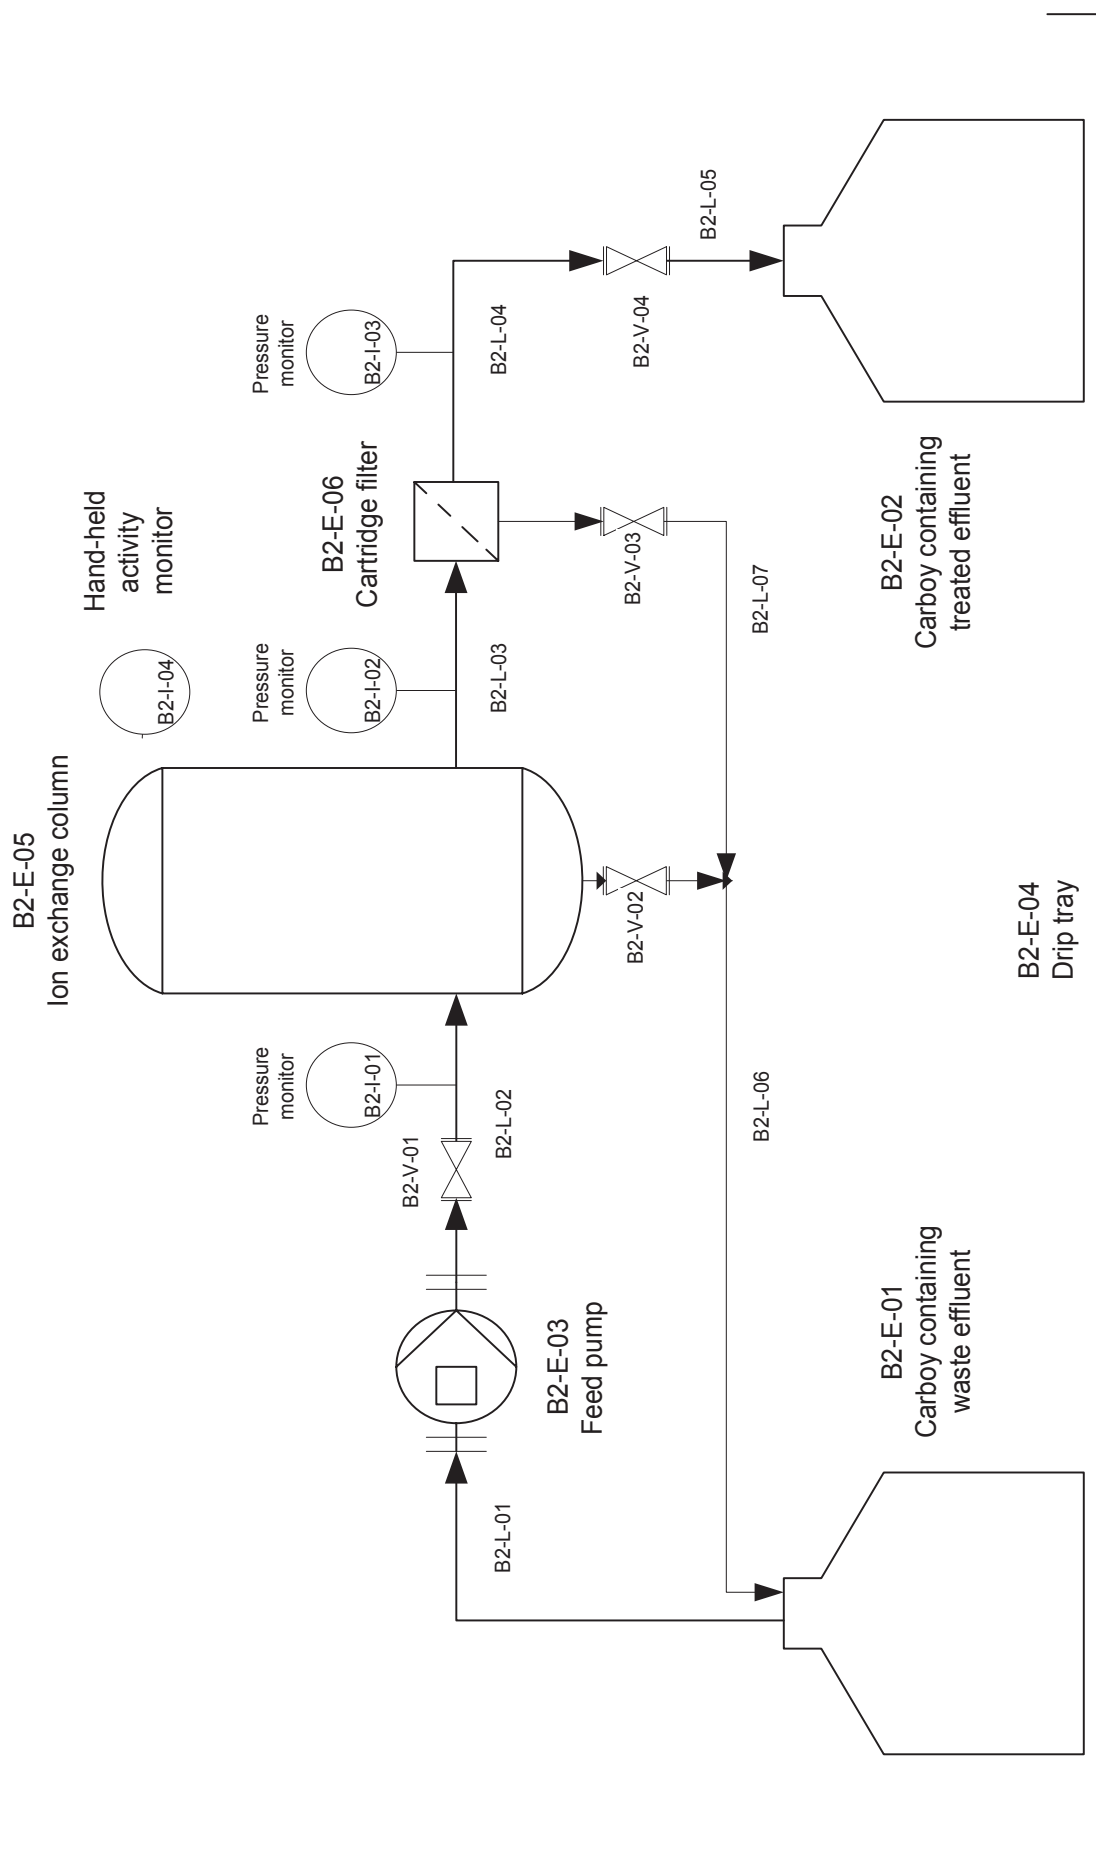 B2-E-05
Ion exchange column
Hand-held
activity
monitor
B2-I-04
Pressure
monitor
B2-I-01
Pressure
monitor
B2-I-02
Pressure
monitor
B2-I-03
B2-E-06
Cartridge filter
B2-V-01
B2-L-02
B2-L-03
B2-L-04
B2-L-01
B2-E-03
Feed pump
B2-V-02
B2-V-03
B2-V-04
B2-L-05
B2-L-06
B2-L-07
B2-E-01
Carboy containing
waste effluent
B2-E-02
Carboy containing
treated effluent
B2-E-04
Drip tray